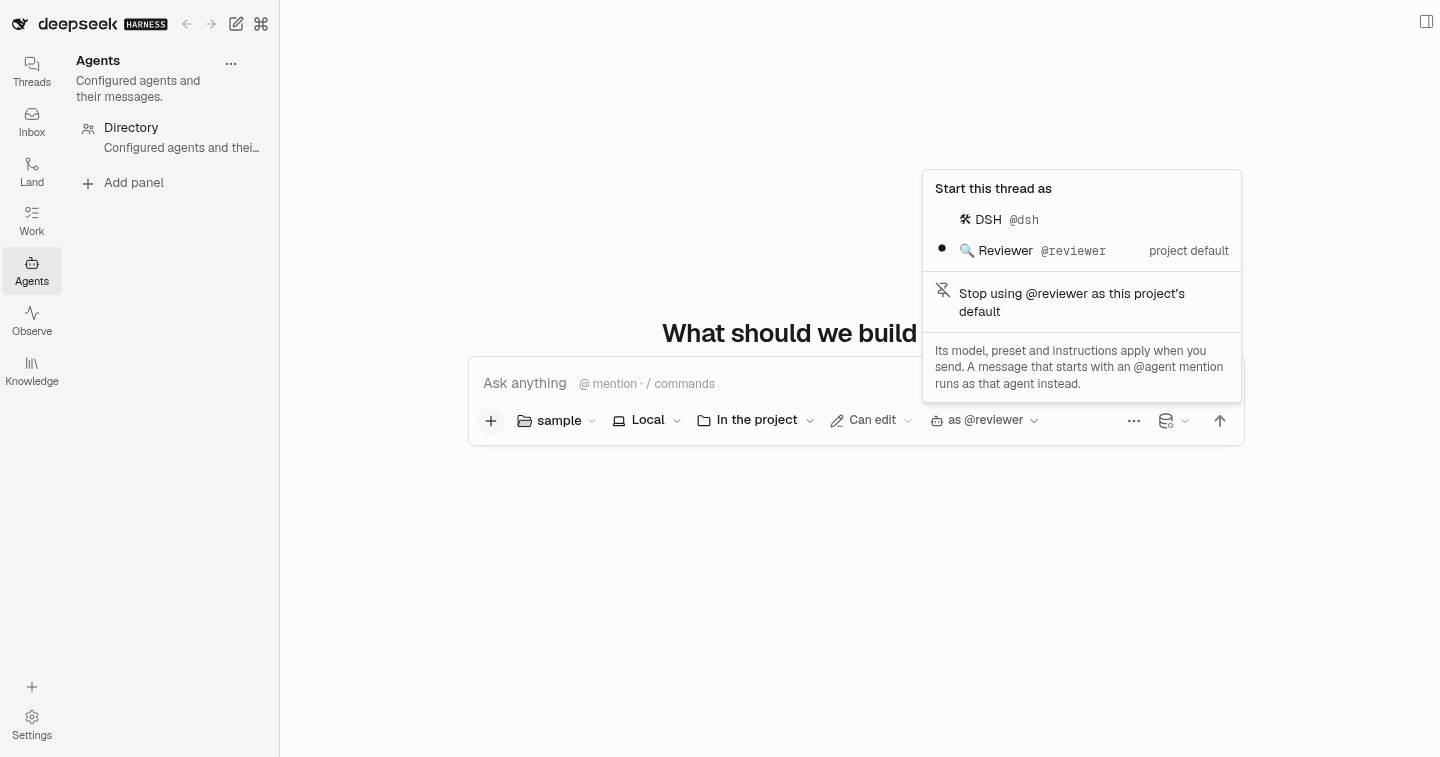 deepseek HARNESS
Threads
Inbox
Land
Work
Agents
Observe
Knowledge
Settings
Agents
Configured agents and
their messages.
Directory
Configured agents and thei…
Add panel
What should we build
Ask anything @ mention · / commands
sample Local In the project Can edit as @reviewer
Start this thread as
DSH @dsh
Reviewer @reviewer project default
Stop using @reviewer as this project's
default
Its model, preset and instructions apply when you
send. A message that starts with an @agent mention
runs as that agent instead.